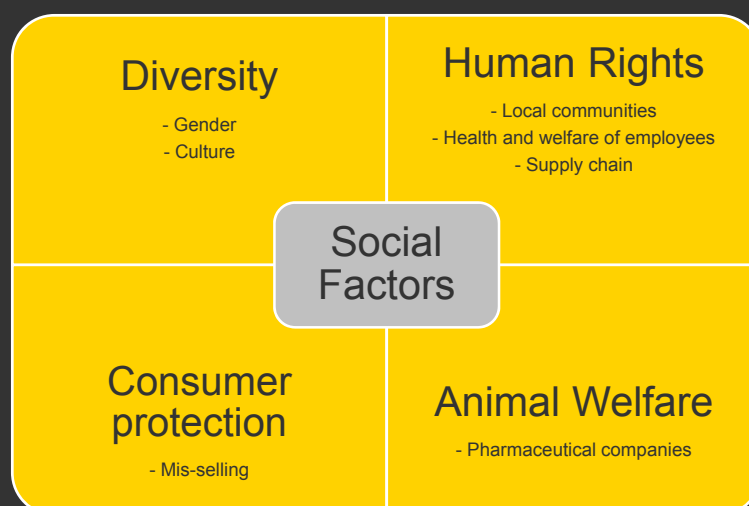 Diversity
- Gender
- Culture
Human Rights
- Local communities
- Health and welfare of employees
- Supply chain
Social
Factors
Consumer
protection
- Mis-selling
Animal Welfare
- Pharmaceutical companies